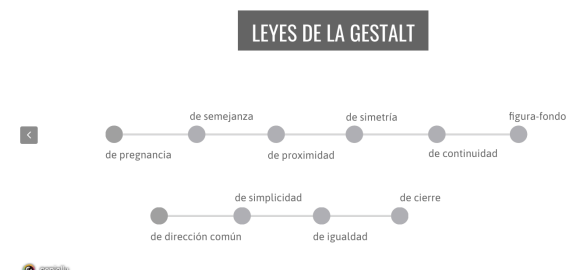 LEYES DE LA GESTALT
de semejanza
de simetría
figura-fondo
de pregnancia
de proximidad
de continuidad
de simplicidad
de cierre
de dirección común
de igualdad